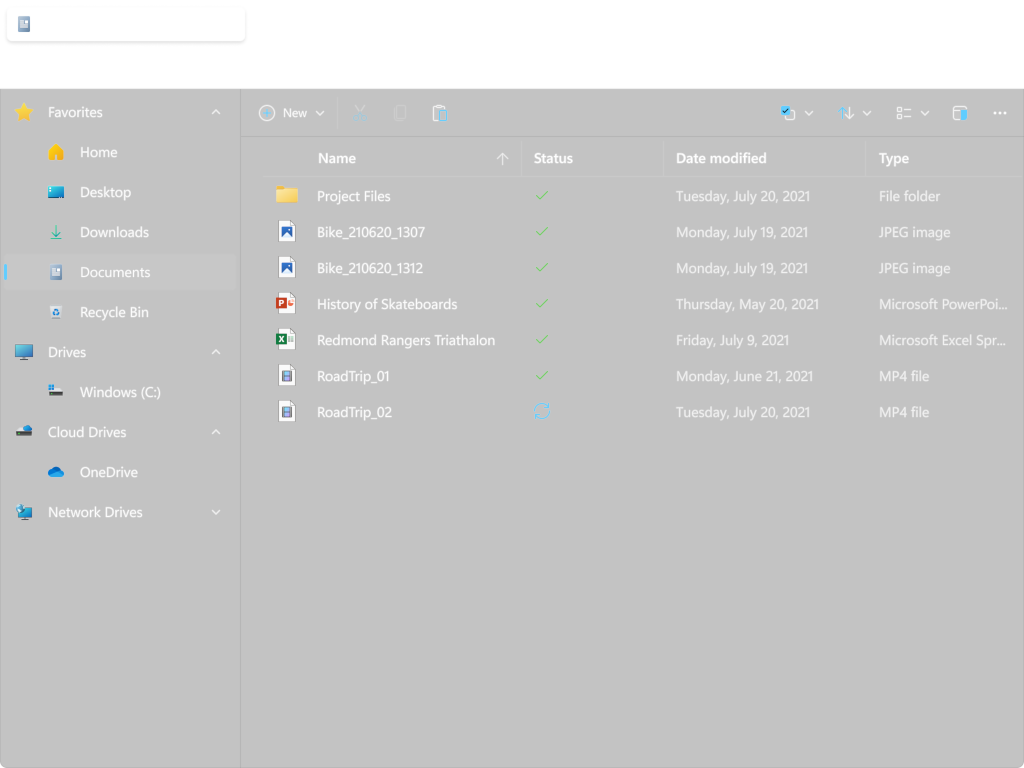 Favorites
Home
Desktop
Downloads
Documents
Recycle Bin
Drives
Windows (C:)
Cloud Drives
OneDrive
Network Drives
New
Name Status Date modified Type
Project Files Tuesday, July 20, 2021 File folder
Bike_210620_1307 Monday, July 19, 2021 JPEG image
Bike_210620_1312 Monday, July 19, 2021 JPEG image
History of Skateboards Thursday, May 20, 2021 Microsoft PowerPoi...
Redmond Rangers Triathalon Friday, July 9, 2021 Microsoft Excel Spr...
RoadTrip_01 Monday, June 21, 2021 MP4 file
RoadTrip_02 Tuesday, July 20, 2021 MP4 file